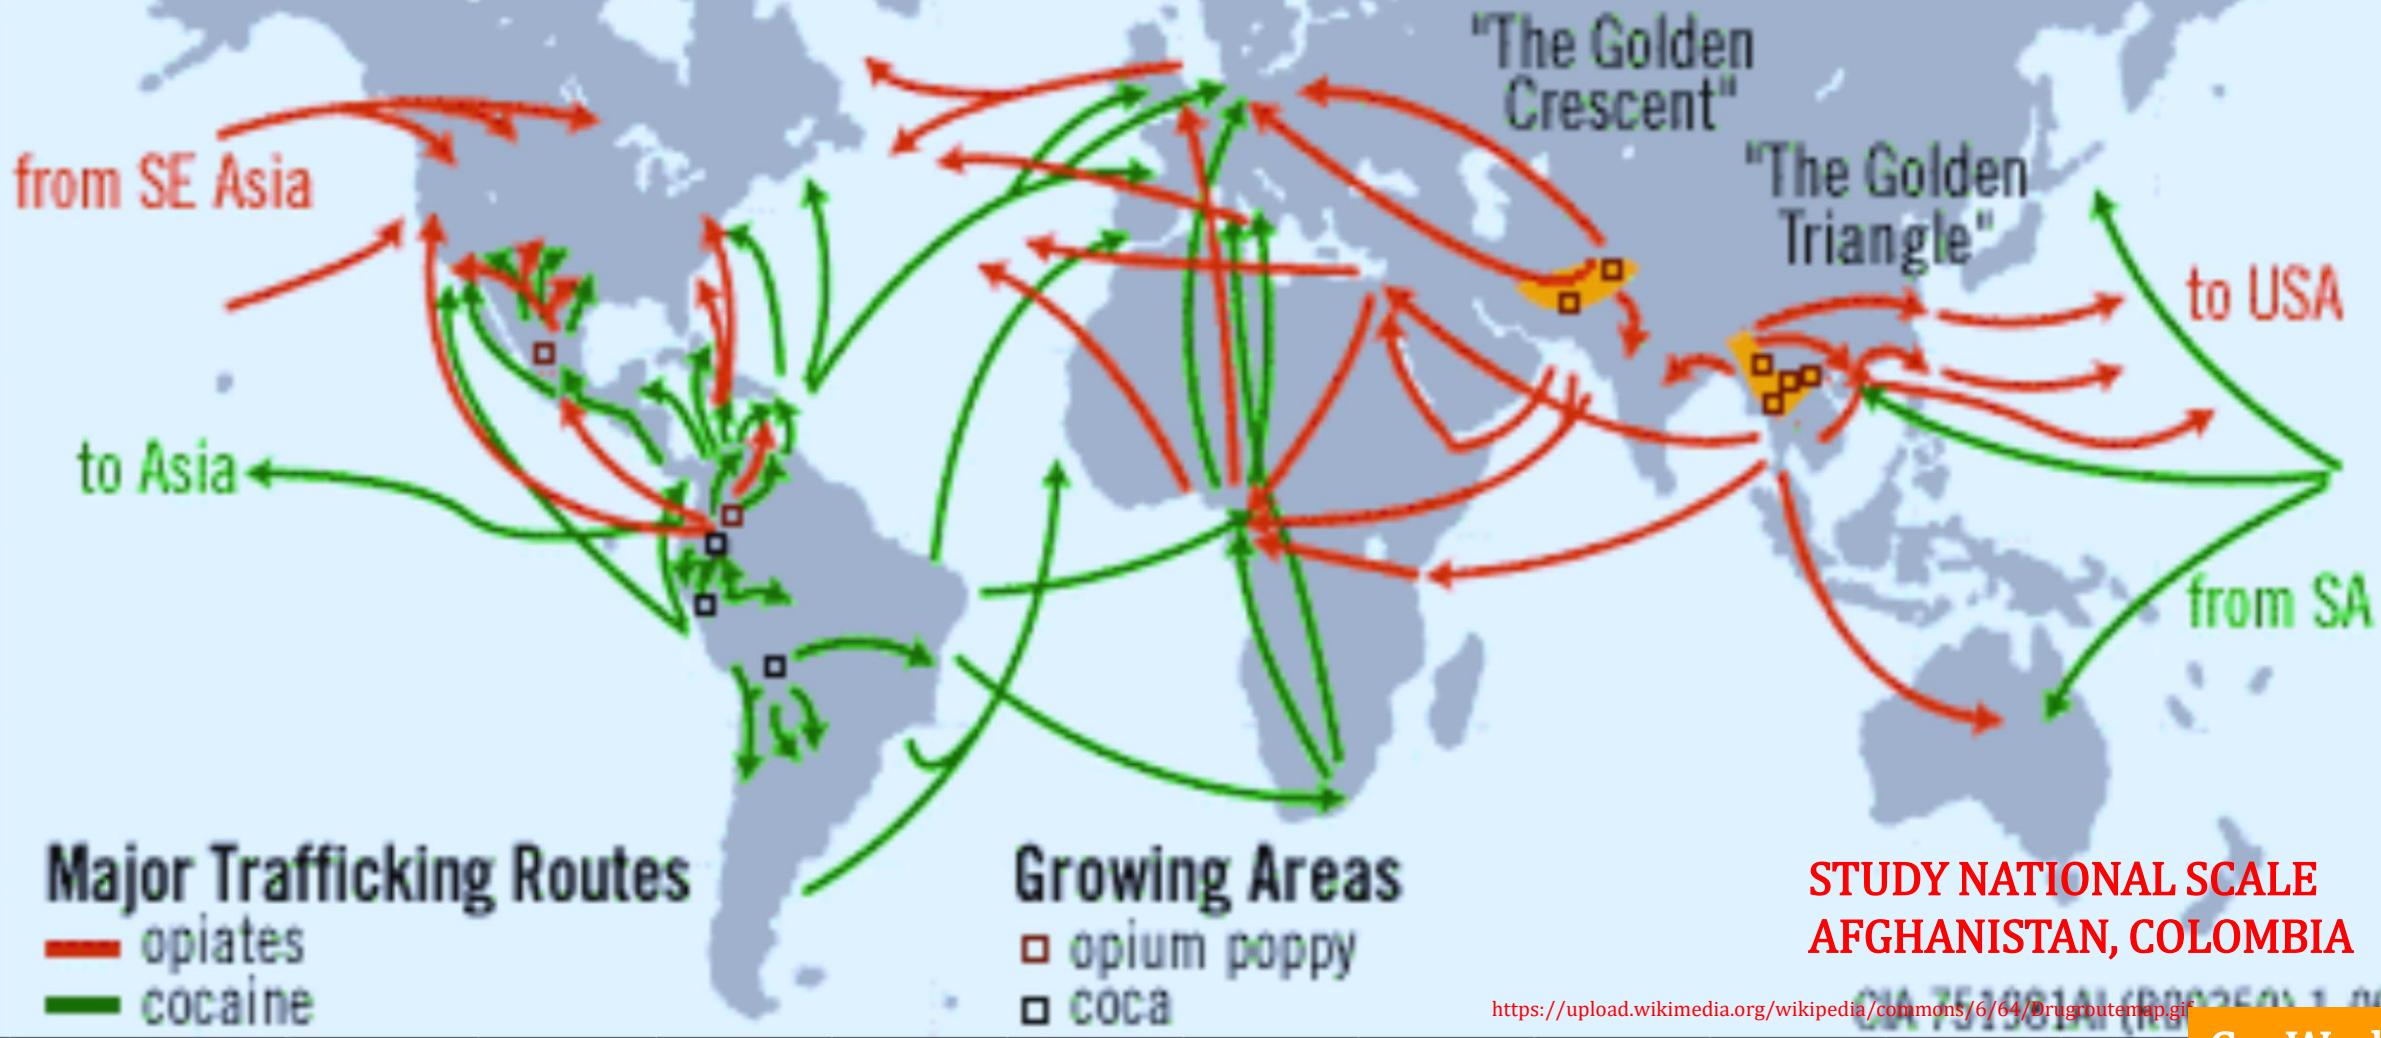 "The Golden
Crescent"
"The Golden
Triangle"
from SE Asia
to USA
to Asia
from SA
Major Trafficking Routes
opiates
cocaine
Growing Areas
opium poppy
coca
STUDY NATIONAL SCALE
AFGHANISTAN, COLOMBIA
https://upload.wikimedia.org/wikipedia/commons/6/64/Drugroutemap.gif
CIA